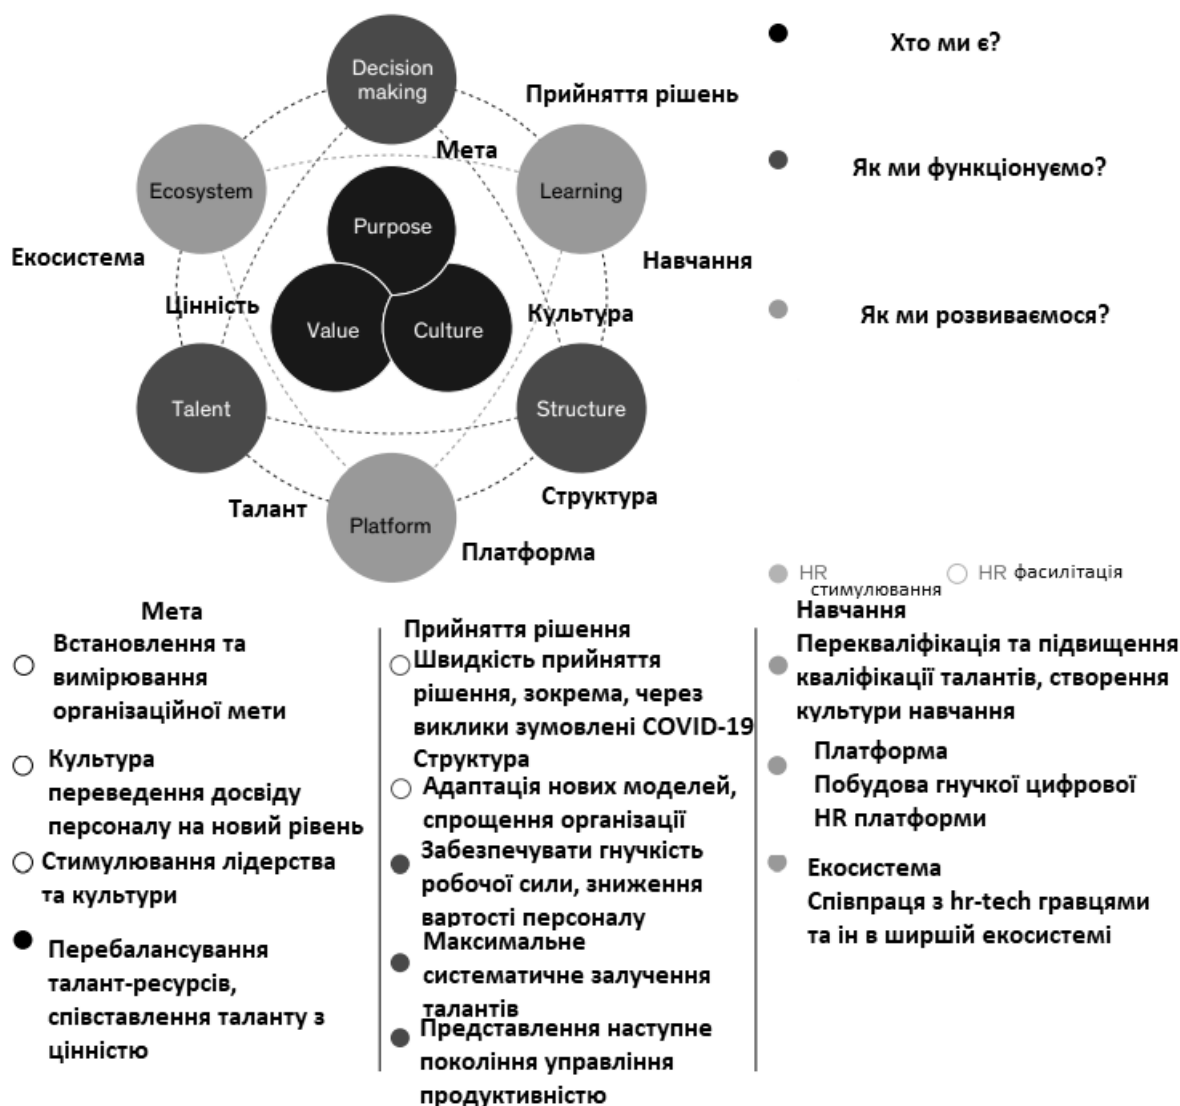 Decision
making
Прийняття рішень
Мета
Ecosystem
Learning
Purpose
Екосистема
Навчання
Цінність
Культура
Value
Culture
Talent
Structure
Талант
Структура
Platform
Платформа
Хто ми є?
Як ми функціонуємо?
Як ми розвиваємося?
HR
стимулювання
HR фасилітація
Мета
Встановлення та
вимірювання
організаційної мети
Культура
переведення досвіду
персоналу на новий рівень
Стимулювання лідерства
та культури
Перебалансування
талант-ресурсів,
співставлення таланту з
цінністю
Прийняття рішення
Швидкість прийняття
рішення, зокрема, через
виклики зумовлені COVID-19
Структура
Адаптація нових моделей,
спрощення організації
Забезпечувати гнучкість
робочої сили, зниження
вартості персоналу
Максимальне
систематичне залучення
талантів
Представлення наступне
покоління управління
продуктивністю
Навчання
Перекваліфікація та підвищення
кваліфікації талантів, створення
культури навчання
Платформа
Побудова гнучкої цифрової
HR платформи
Екосистема
Співпраця з hr-tech гравцями
та ін в ширшій екосистемі